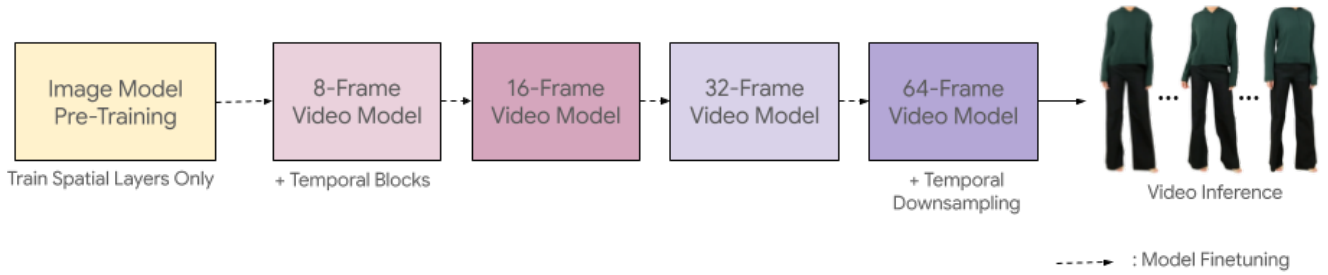 Image Model
Pre-Training
Train Spatial Layers Only
8-Frame
Video Model
+ Temporal Blocks
16-Frame
Video Model
32-Frame
Video Model
64-Frame
Video Model
+ Temporal
Downsampling
Video Inference
: Model Finetuning